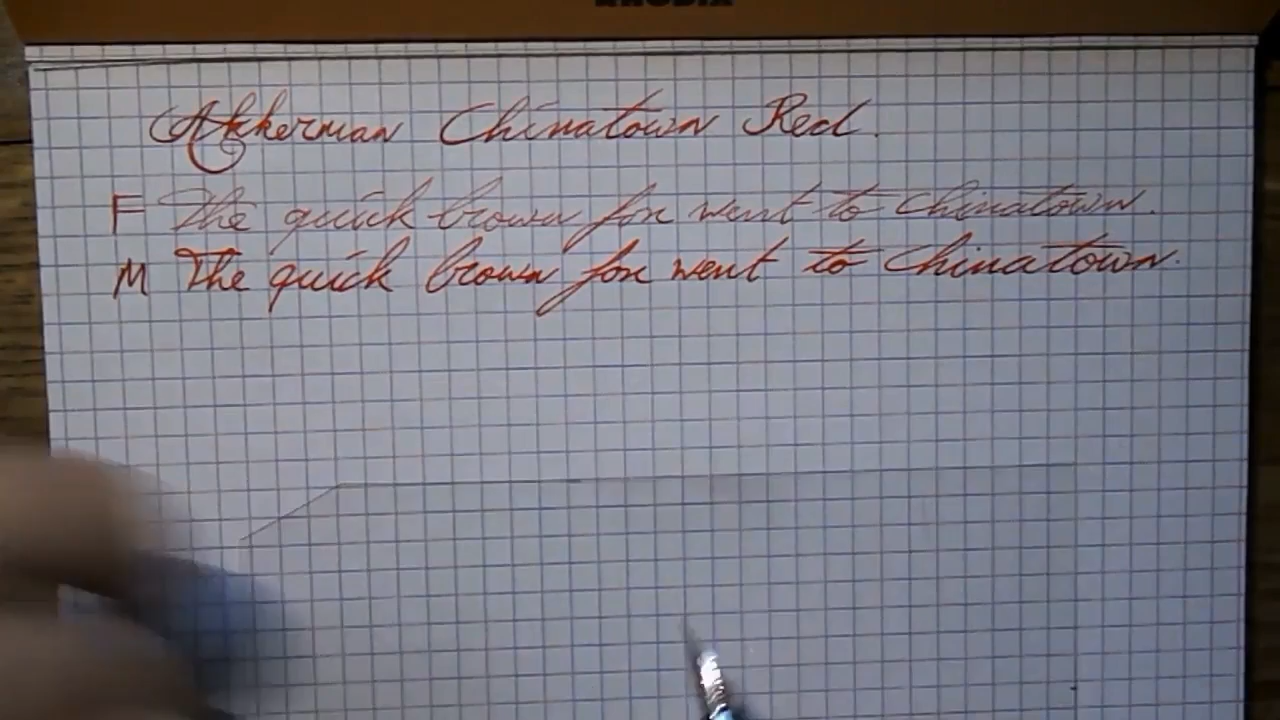 Akkerman Chinatown Red.
F The quick brown fox went to Chinatown.
M The quick brown fox went to Chinatown.